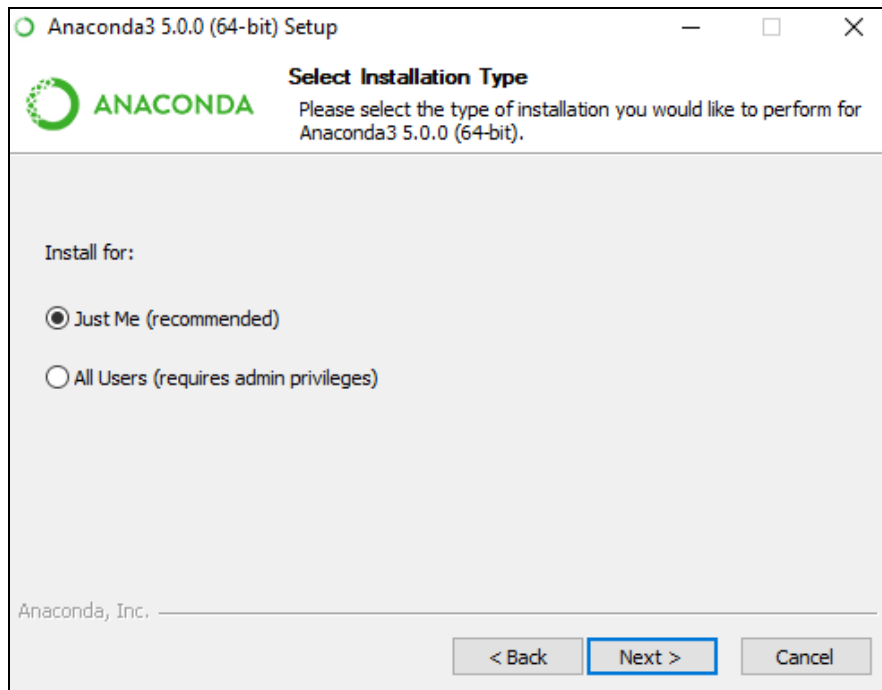 Anaconda3 5.0.0 (64-bit) Setup
ANACONDA
Select Installation Type
Please select the type of installation you would like to perform for
Anaconda3 5.0.0 (64-bit).
Install for:
Just Me (recommended)
All Users (requires admin privileges)
Anaconda, Inc.
< Back Next > Cancel